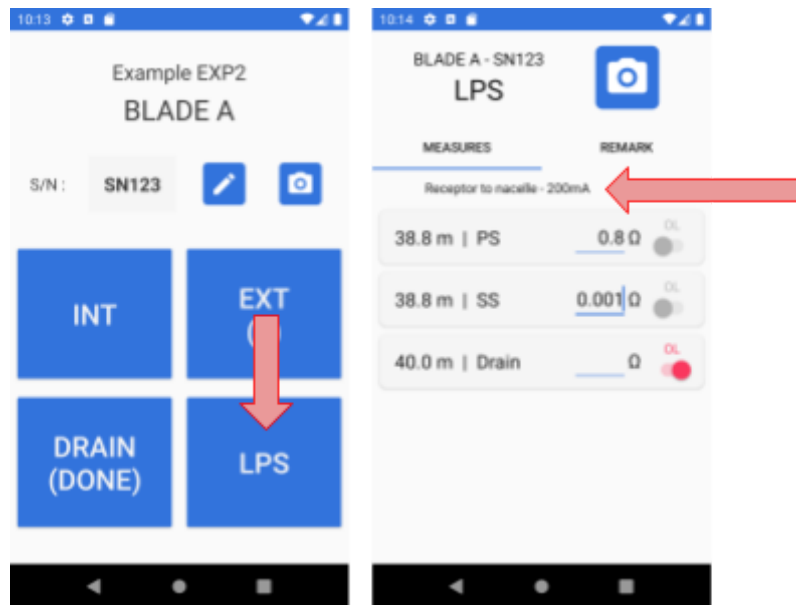 10:13
Example EXP2
BLADE A
S/N :
SN123
INT
EXT
DRAIN
(DONE)
LPS
10:14
BLADE A - SN123
LPS
MEASURES
REMARK
Receptor to nacelle - 200mA
38.8 m | PS
0.8 Ω
OL
38.8 m | SS
0.001 Ω
OL
40.0 m | Drain
Ω
OL